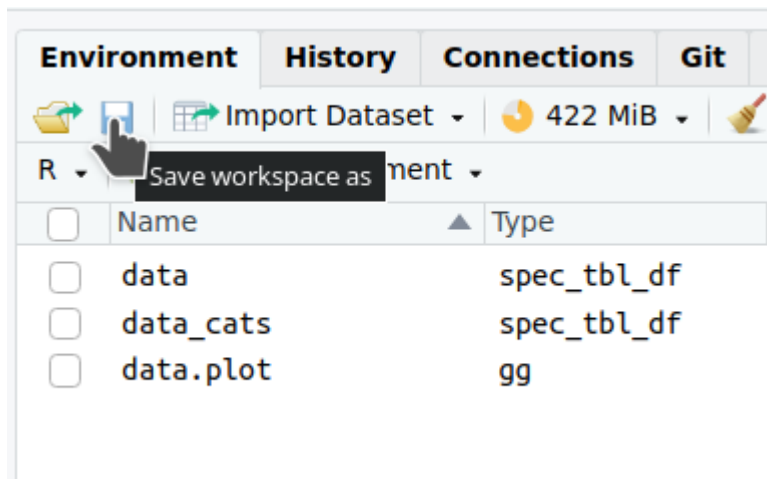 Environment History Connections Git
Import Dataset 422 MiB
R ment
Save workspace as
Name Type
data spec_tbl_df
data_cats spec_tbl_df
data.plot gg